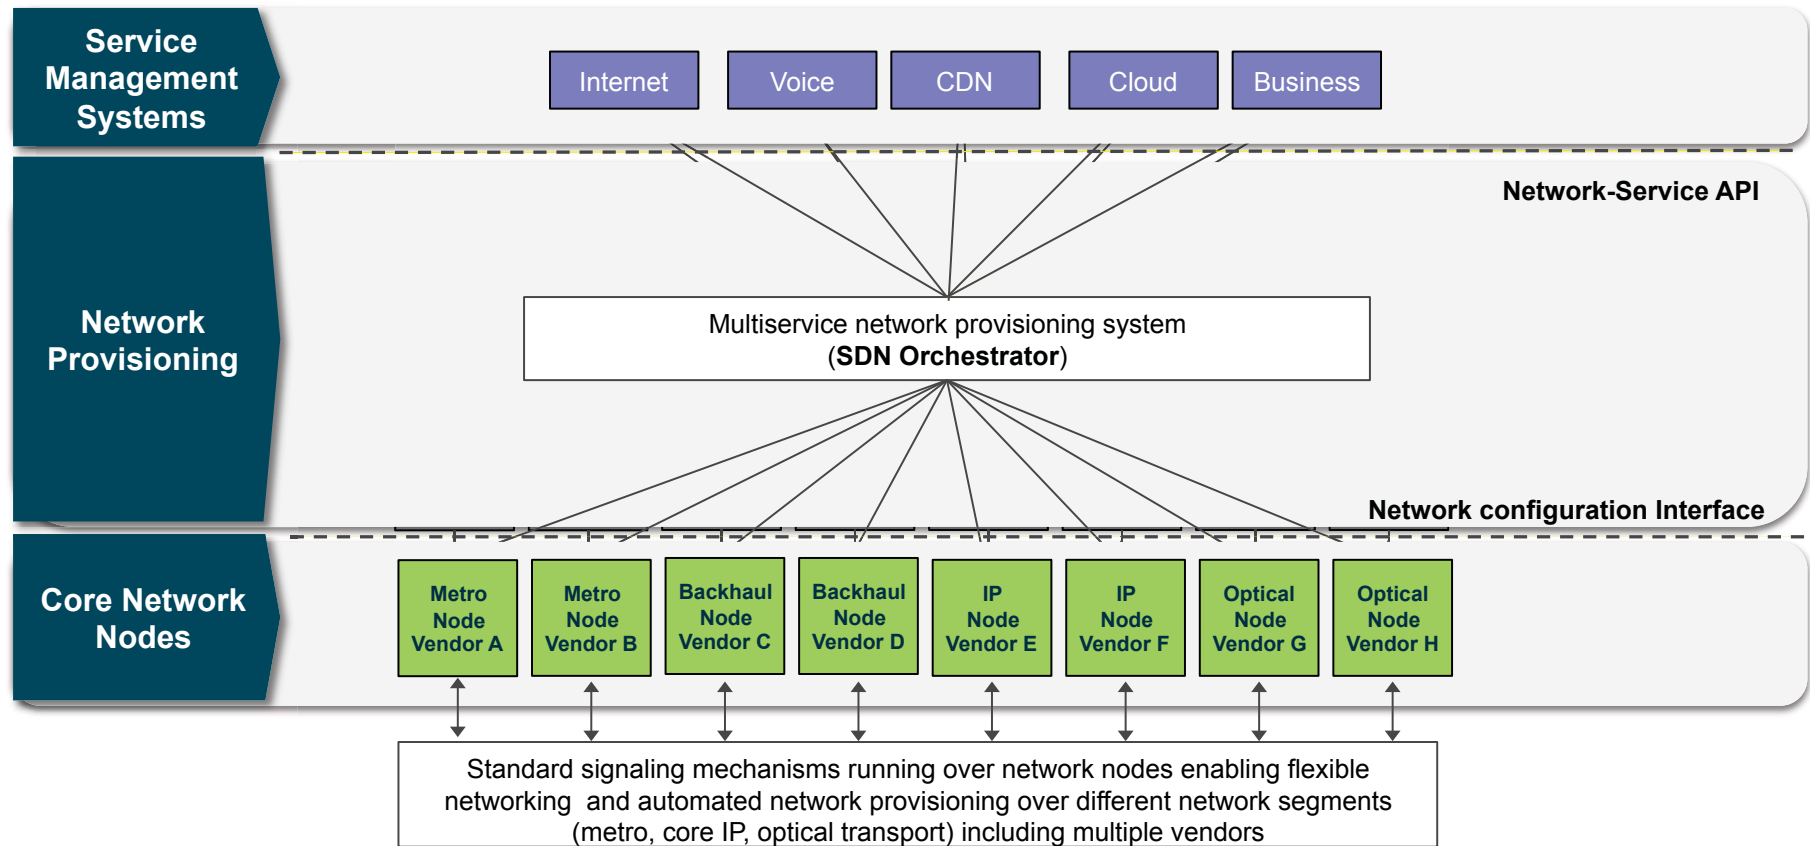 Service
Management
Systems
Internet
Voice
CDN
Cloud
Business
Network-Service API
Network
Provisioning
Multiservice network provisioning system
(SDN Orchestrator)
Network configuration Interface
Core Network
Nodes
Metro
Node
Vendor A
Metro
Node
Vendor B
Backhaul
Node
Vendor C
Backhaul
Node
Vendor D
IP
Node
Vendor E
IP
Node
Vendor F
Optical
Node
Vendor G
Optical
Node
Vendor H
Standard signaling mechanisms running over network nodes enabling flexible
networking  and automated network provisioning over different network segments
(metro, core IP, optical transport) including multiple vendors